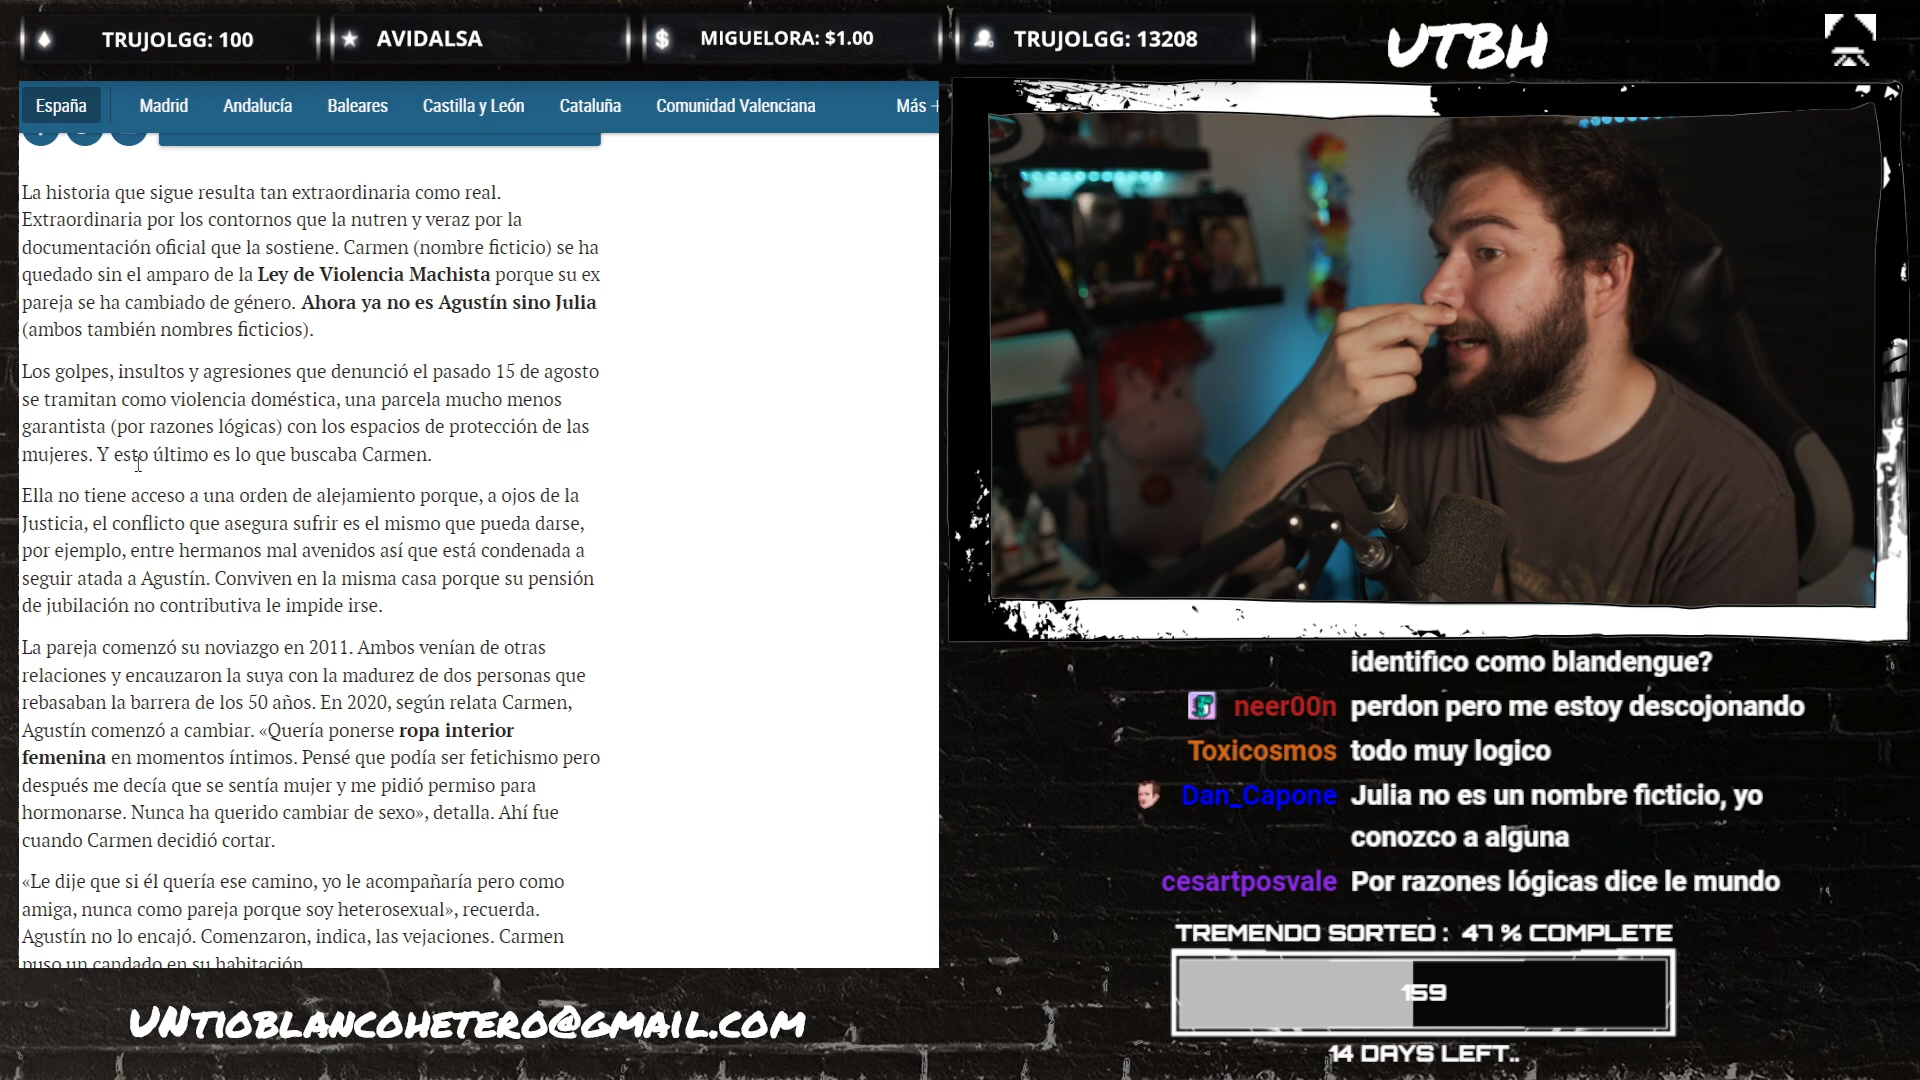 TRUJOLGG: 100
AVIDALSA
MIGUELORA: $1.00
TRUJOLGG: 13208
UTBH
España
Madrid
Andalucía
Baleares
Castilla y León
Cataluña
Comunidad Valenciana
Más +
La historia que sigue resulta tan extraordinaria como real.
Extraordinaria por los contornos que la nutren y veraz por la
documentación oficial que la sostiene. Carmen (nombre ficticio) se ha
quedado sin el amparo de la Ley de Violencia Machista porque su ex
pareja se ha cambiado de género. Ahora ya no es Agustín sino Julia
(ambos también nombres ficticios).
Los golpes, insultos y agresiones que denunció el pasado 15 de agosto
se tramitan como violencia doméstica, una parcela mucho menos
garantista (por razones lógicas) con los espacios de protección de las
mujeres. Y esto último es lo que buscaba Carmen.
Ella no tiene acceso a una orden de alejamiento porque, a ojos de la
Justicia, el conflicto que asegura sufrir es el mismo que pueda darse,
por ejemplo, entre hermanos mal avenidos así que está condenada a
seguir atada a Agustín. Conviven en la misma casa porque su pensión
de jubilación no contributiva le impide irse.
La pareja comenzó su noviazgo en 2011. Ambos venían de otras
relaciones y encauzaron la suya con la madurez de dos personas que
rebasaban la barrera de los 50 años. En 2020, según relata Carmen,
Agustín comenzó a cambiar. «Quería ponerse ropa interior
femenina en momentos íntimos. Pensé que podía ser fetichismo pero
después me decía que se sentía mujer y me pidió permiso para
hormonarse. Nunca ha querido cambiar de sexo», detalla. Ahí fue
cuando Carmen decidió cortar.
«Le dije que si él quería ese camino, yo le acompañaría pero como
amiga, nunca como pareja porque soy heterosexual», recuerda.
Agustín no lo encajó. Comenzaron, indica, las vejaciones. Carmen
puso un candado en su habitación
identifico como blandengue?
neer00n perdon pero me estoy descojonando
Toxicosmos todo muy logico
Dan_Capone Julia no es un nombre ficticio, yo
conozco a alguna
cesartposvale Por razones lógicas dice le mundo
TREMENDO SORTEO : 47 % COMPLETE
159
14 DAYS LEFT..
UNTIOBLANCOHETERO@GMAIL.COM